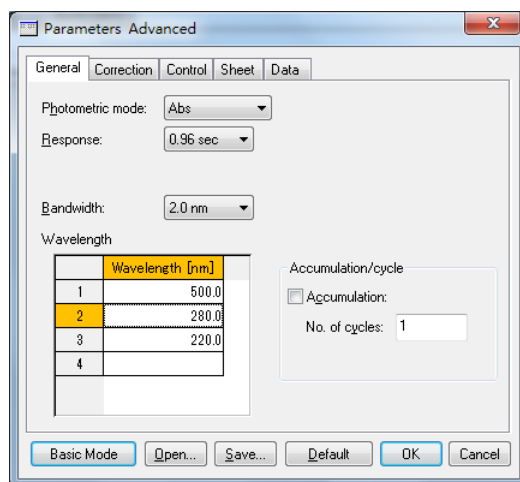 Parameters Advanced
General Correction Control Sheet Data
Photometric mode: Abs
Response: 0.96 sec
Bandwidth: 2.0 nm
Wavelength
Wavelength [nm]
1 500.0
2 280.0
3 220.0
4
Accumulation/cycle
Accumulation:
No. of cycles: 1
Basic Mode Open... Save... Default OK Cancel